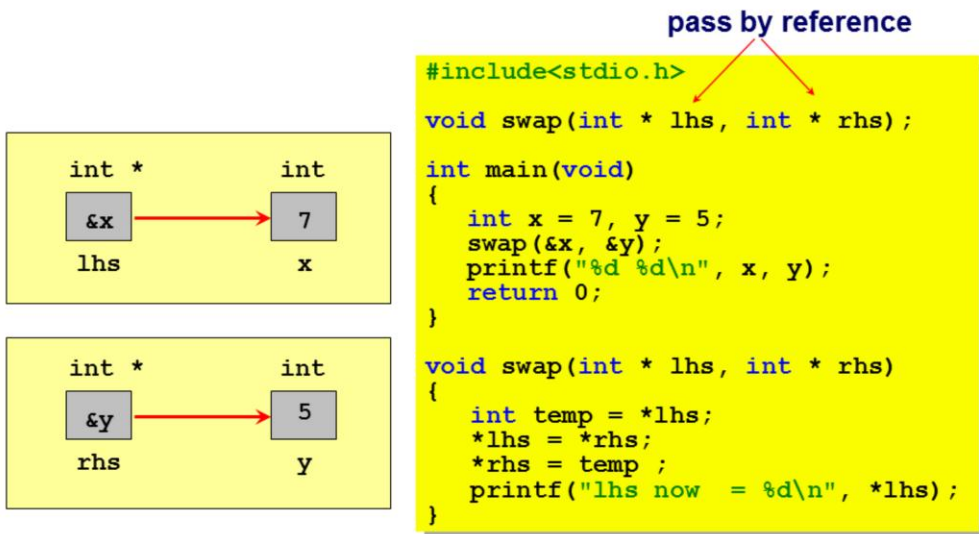 pass by reference
#include<stdio.h>
void swap(int * lhs, int * rhs);
int main(void)
{
int x = 7, y = 5;
swap(&x, &y);
printf("%d %d\n", x, y);
return 0;
}
void swap(int * lhs, int * rhs)
{
int temp = *lhs;
*lhs = *rhs;
*rhs = temp ;
printf("lhs now  = %d\n", *lhs);
}
int * int
&x 7
lhs x
int * int
&y 5
rhs y